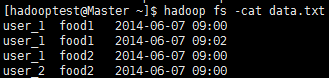 [hadooptest@Master ~]$ hadoop fs -cat data.txt
user_1  food1   2014-06-07 09:00
user_1  food1   2014-06-07 09:02
user_1  food2   2014-06-07 09:00
user_2  food2   2014-06-07 09:00